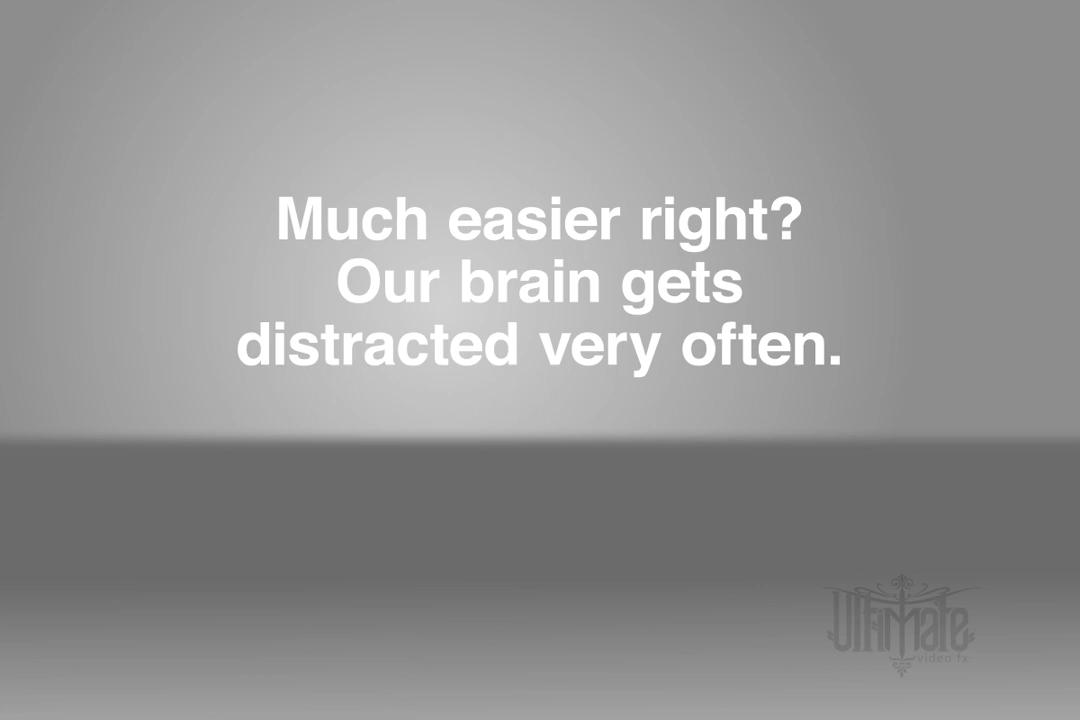 Much easier right?
Our brain gets
distracted very often.
Ultimate
video fx